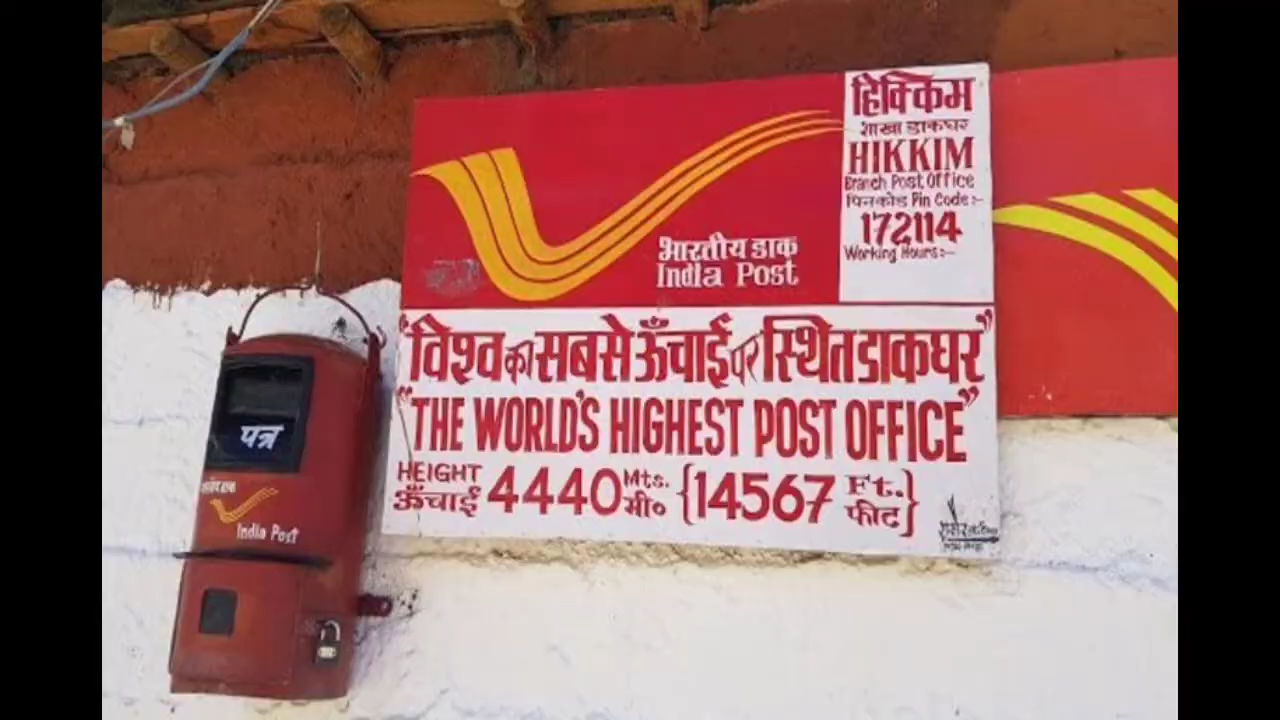 हिक्किम
शाखा डाकघर
HIKKIM
Branch Post Office
पिनकोड Pin Code:-
172114
Working Hours:-
भारतीय डाक
India Post
"विश्व का सबसे ऊँचाई पर स्थित डाकघर"
"THE WORLD'S HIGHEST POST OFFICE"
HEIGHT 4440 Mts. {14567 Ft.}
ऊँचाई मी० फीट
पत्र
India Post